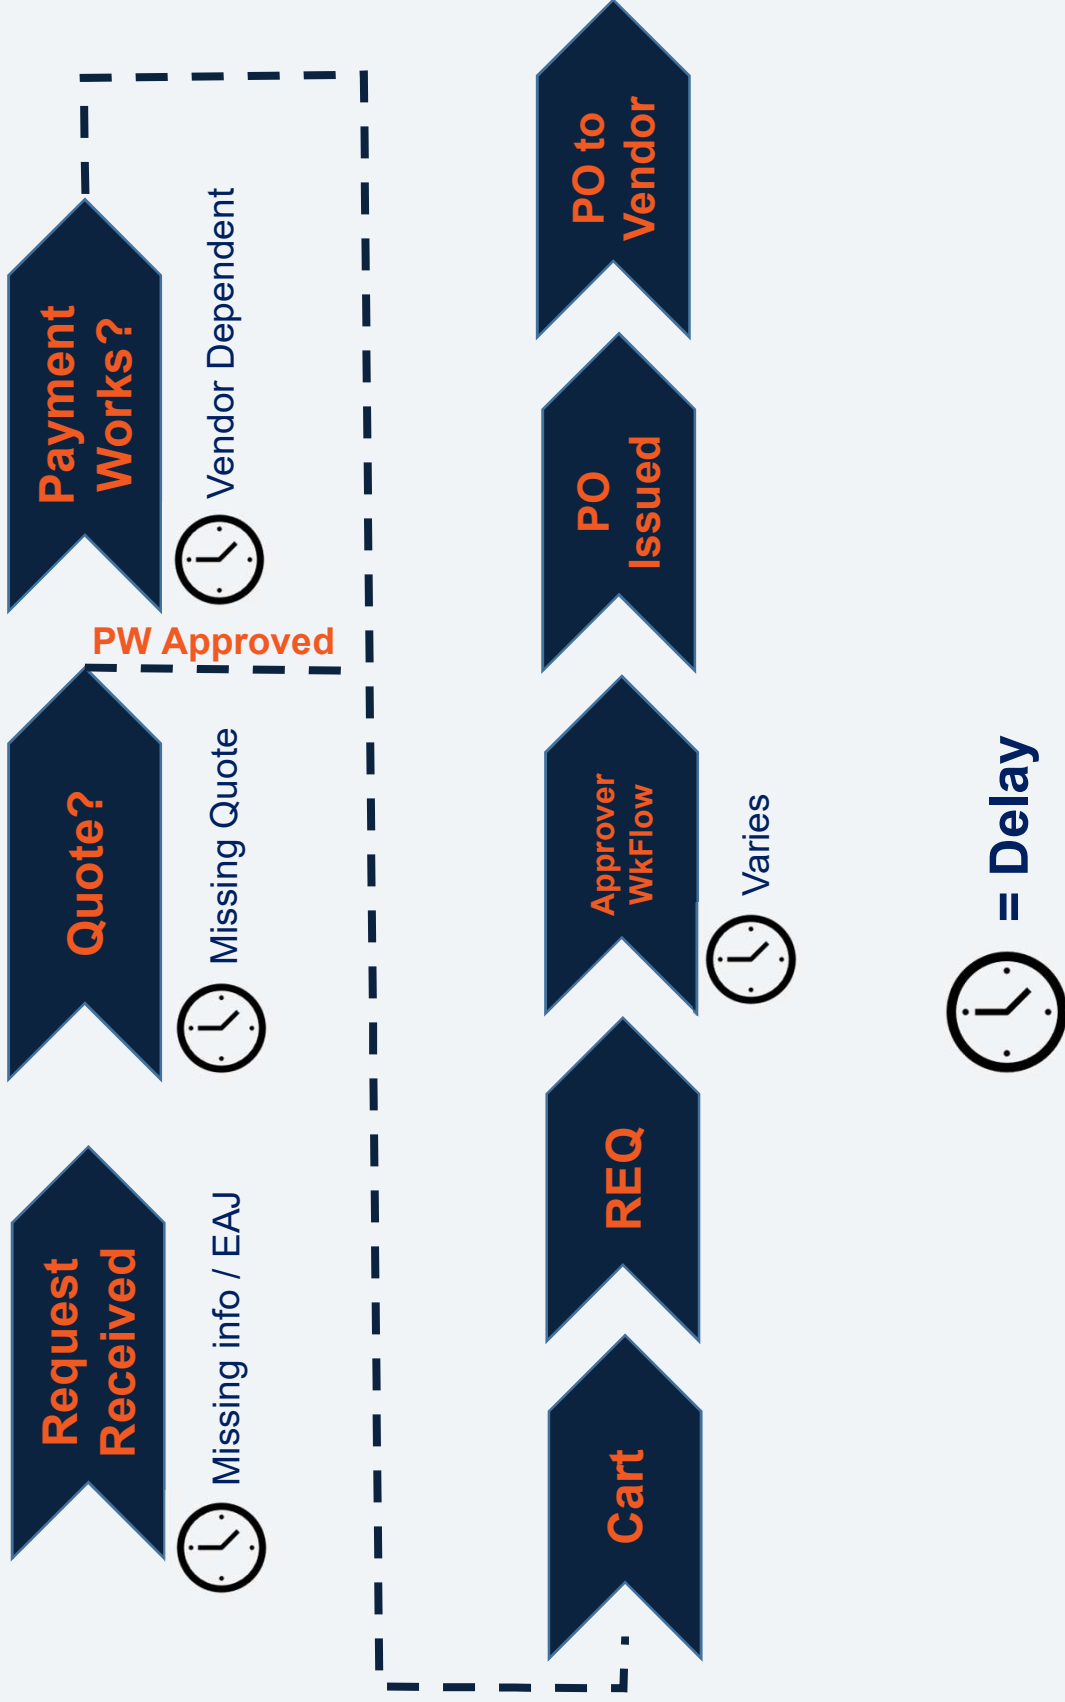 Request
Received
Missing info / EAJ
Quote?
Missing Quote
PW Approved
Payment
Works?
Vendor Dependent
Cart
REQ
Approver
WkFlow
Varies
PO
Issued
PO to
Vendor
= Delay